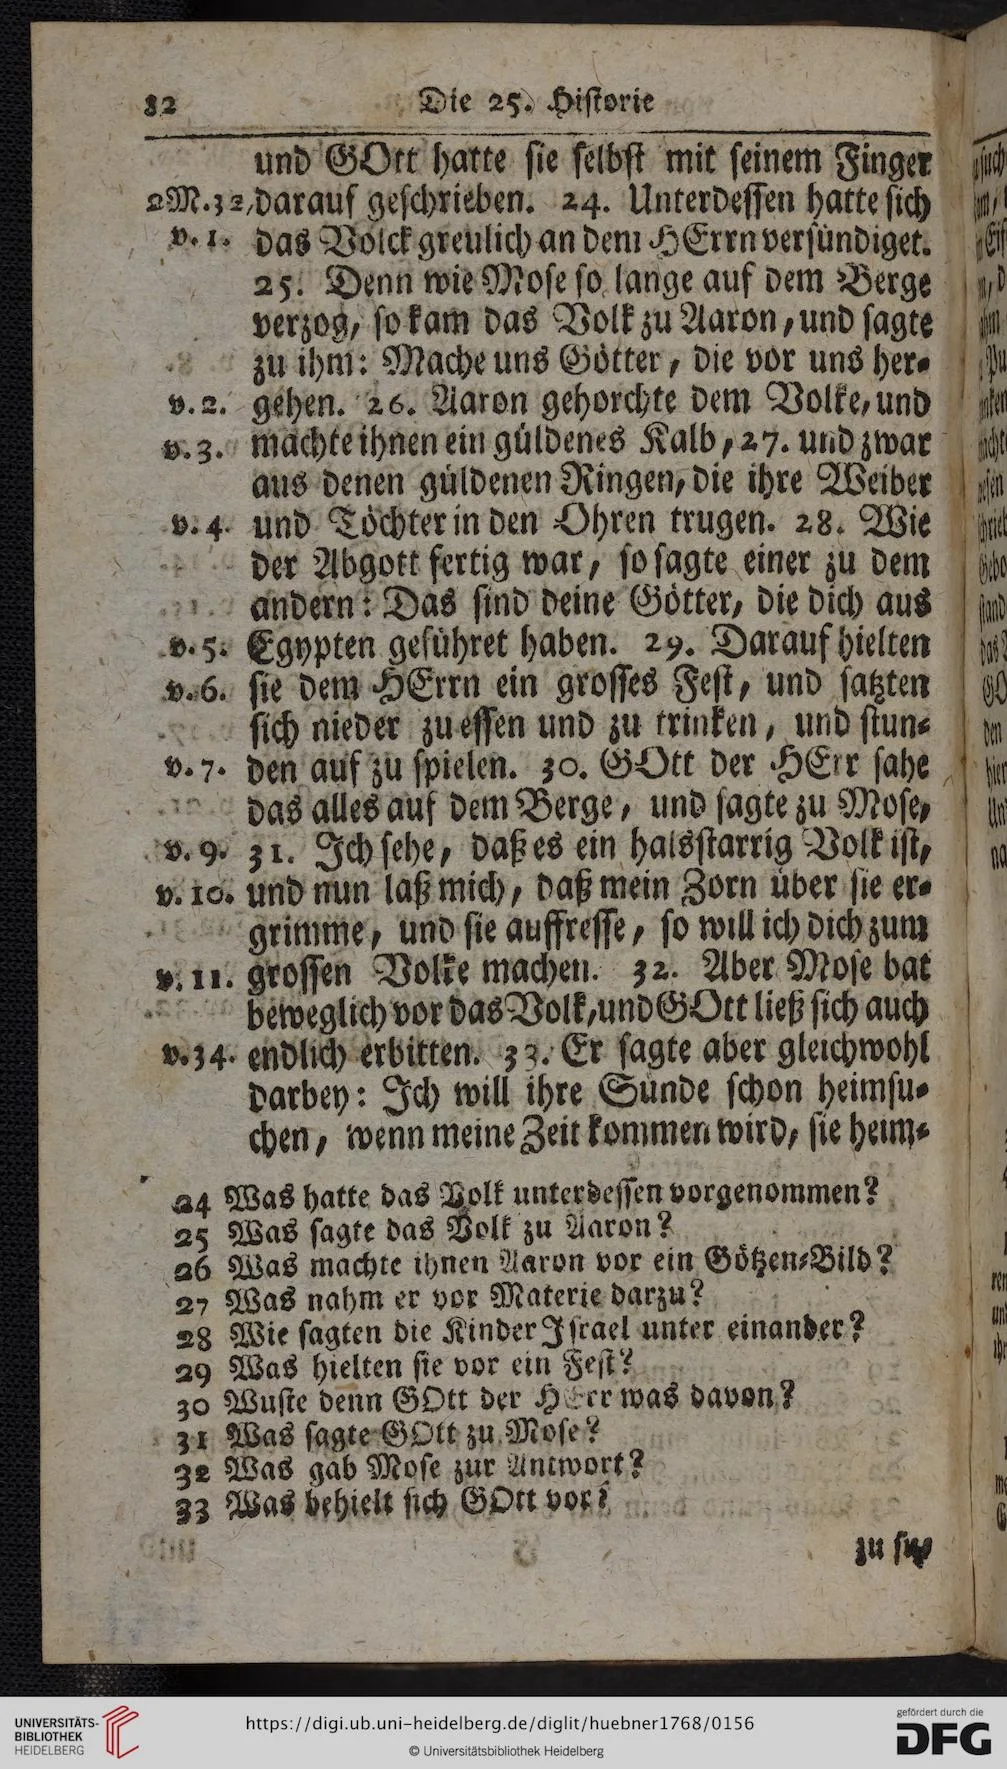 82 Die 25. Historie
und GOtt hatte sie selbst mit seinem Finger
2M.32, darauf geschrieben. 24. Unterdessen hatte sich
v. 1. das Volck greulich an dem HErrn versündiget.
25. Denn wie Mose so lange auf dem Berge
verzog, so kam das Volk zu Aaron, und sagte
zu ihm: Mache uns Götter, die vor uns her-
v. 2. gehen. 26. Aaron gehorchte dem Volke, und
v. 3. machte ihnen ein güldenes Kalb, 27. und zwar
aus denen güldenen Ringen, die ihre Weiber
v. 4. und Töchter in den Ohren trugen. 28. Wie
der Abgott fertig war, so sagte einer zu dem
andern: Das sind deine Götter, die dich aus
v. 5. Egypten geführet haben. 29. Darauf hielten
v. 6. sie dem HErrn ein grosses Fest, und satzten
sich nieder zu essen und zu trinken, und stun-
v. 7. den auf zu spielen. 30. GOtt der HErr sahe
das alles auf dem Berge, und sagte zu Mose,
v. 9. 31. Ich sehe, daß es ein halsstarrig Volk ist,
v. 10. und nun laß mich, daß mein Zorn über sie er-
grimme, und sie auffresse, so will ich dich zum
v. 11. grossen Volke machen. 32. Aber Mose bat
beweglich vor das Volk, und GOtt ließ sich auch
v. 34. endlich erbitten. 33. Er sagte aber gleichwohl
darbey: Ich will ihre Sünde schon heimsu-
chen, wenn meine Zeit kommen wird, sie heim-
24 Was hatte das Volk unterdessen vorgenommen?
25 Was sagte das Volk zu Aaron?
26 Was machte ihnen Aaron vor ein Götzen-Bild?
27 Was nahm er vor Materie darzu?
28 Wie sagten die Kinder Israel unter einander?
29 Was hielten sie vor ein Fest?
30 Wuste denn GOtt der HErr was davon?
31 Was sagte GOtt zu Mose?
32 Was gab Mose zur Antwort?
33 Was behielt sich GOtt vor?
zu su-
UNIVERSITÄTS-
BIBLIOTHEK
HEIDELBERG
https://digi.ub.uni-heidelberg.de/diglit/huebner1768/0156
© Universitätsbibliothek Heidelberg
gefördert durch die
DFG